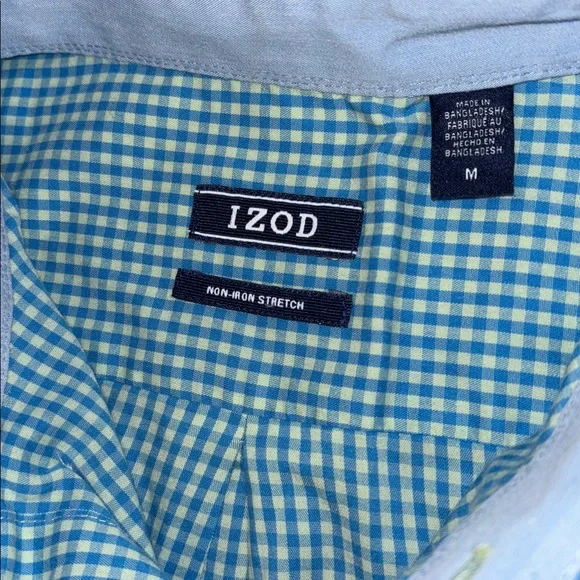 MADE IN
BANGLADESH/
FABRIQUÉ AU
BANGLADESH/
HECHO EN
BANGLADESH
M
IZOD
NON-IRON STRETCH